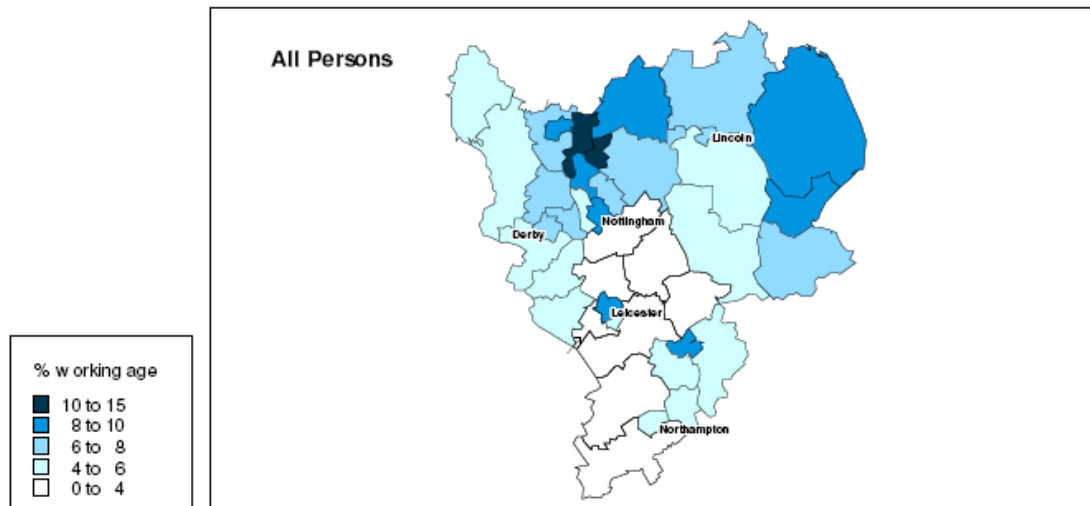 All Persons
Lincoln
Nottingham
Derby
Leicester
Northampton
% working age
10 to 15
8 to 10
6 to 8
4 to 6
0 to 4